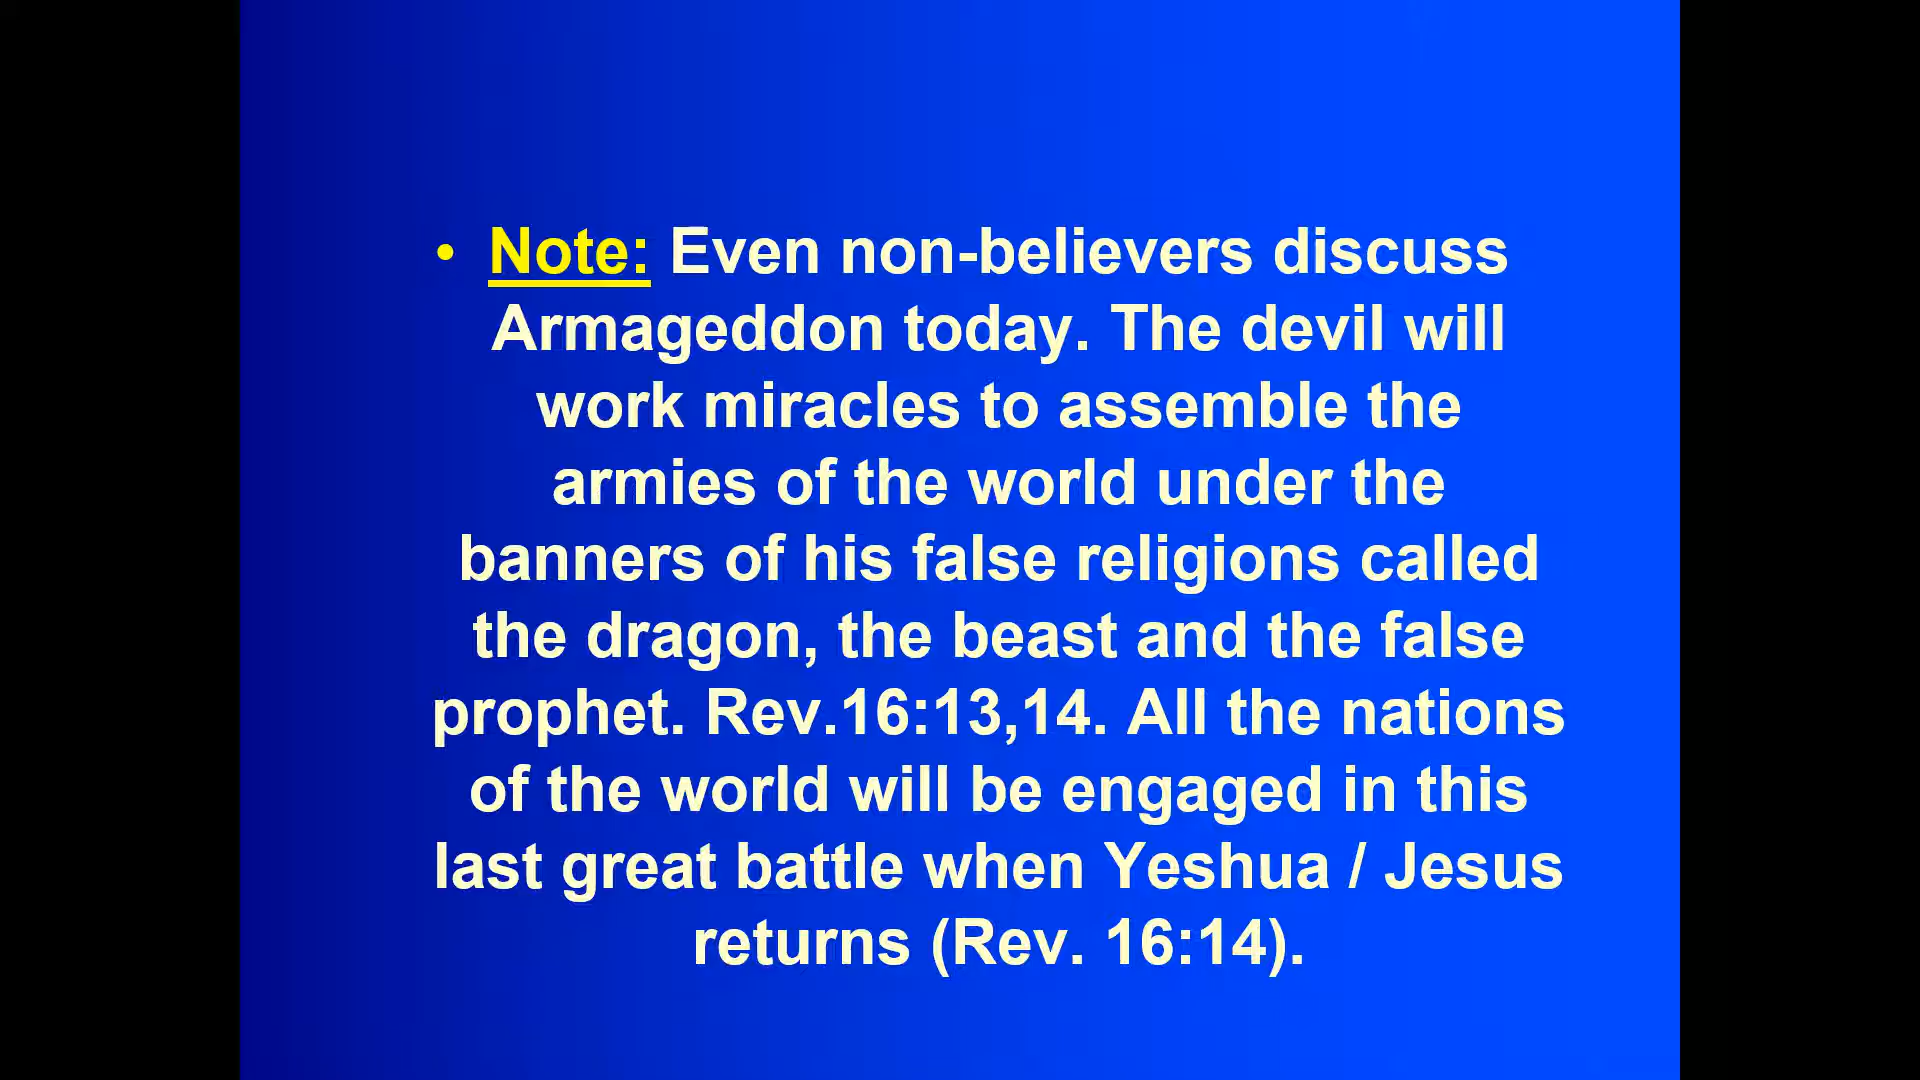 • Note: Even non-believers discuss
Armageddon today. The devil will
work miracles to assemble the
armies of the world under the
banners of his false religions called
the dragon, the beast and the false
prophet. Rev.16:13,14. All the nations
of the world will be engaged in this
last great battle when Yeshua / Jesus
returns (Rev. 16:14).